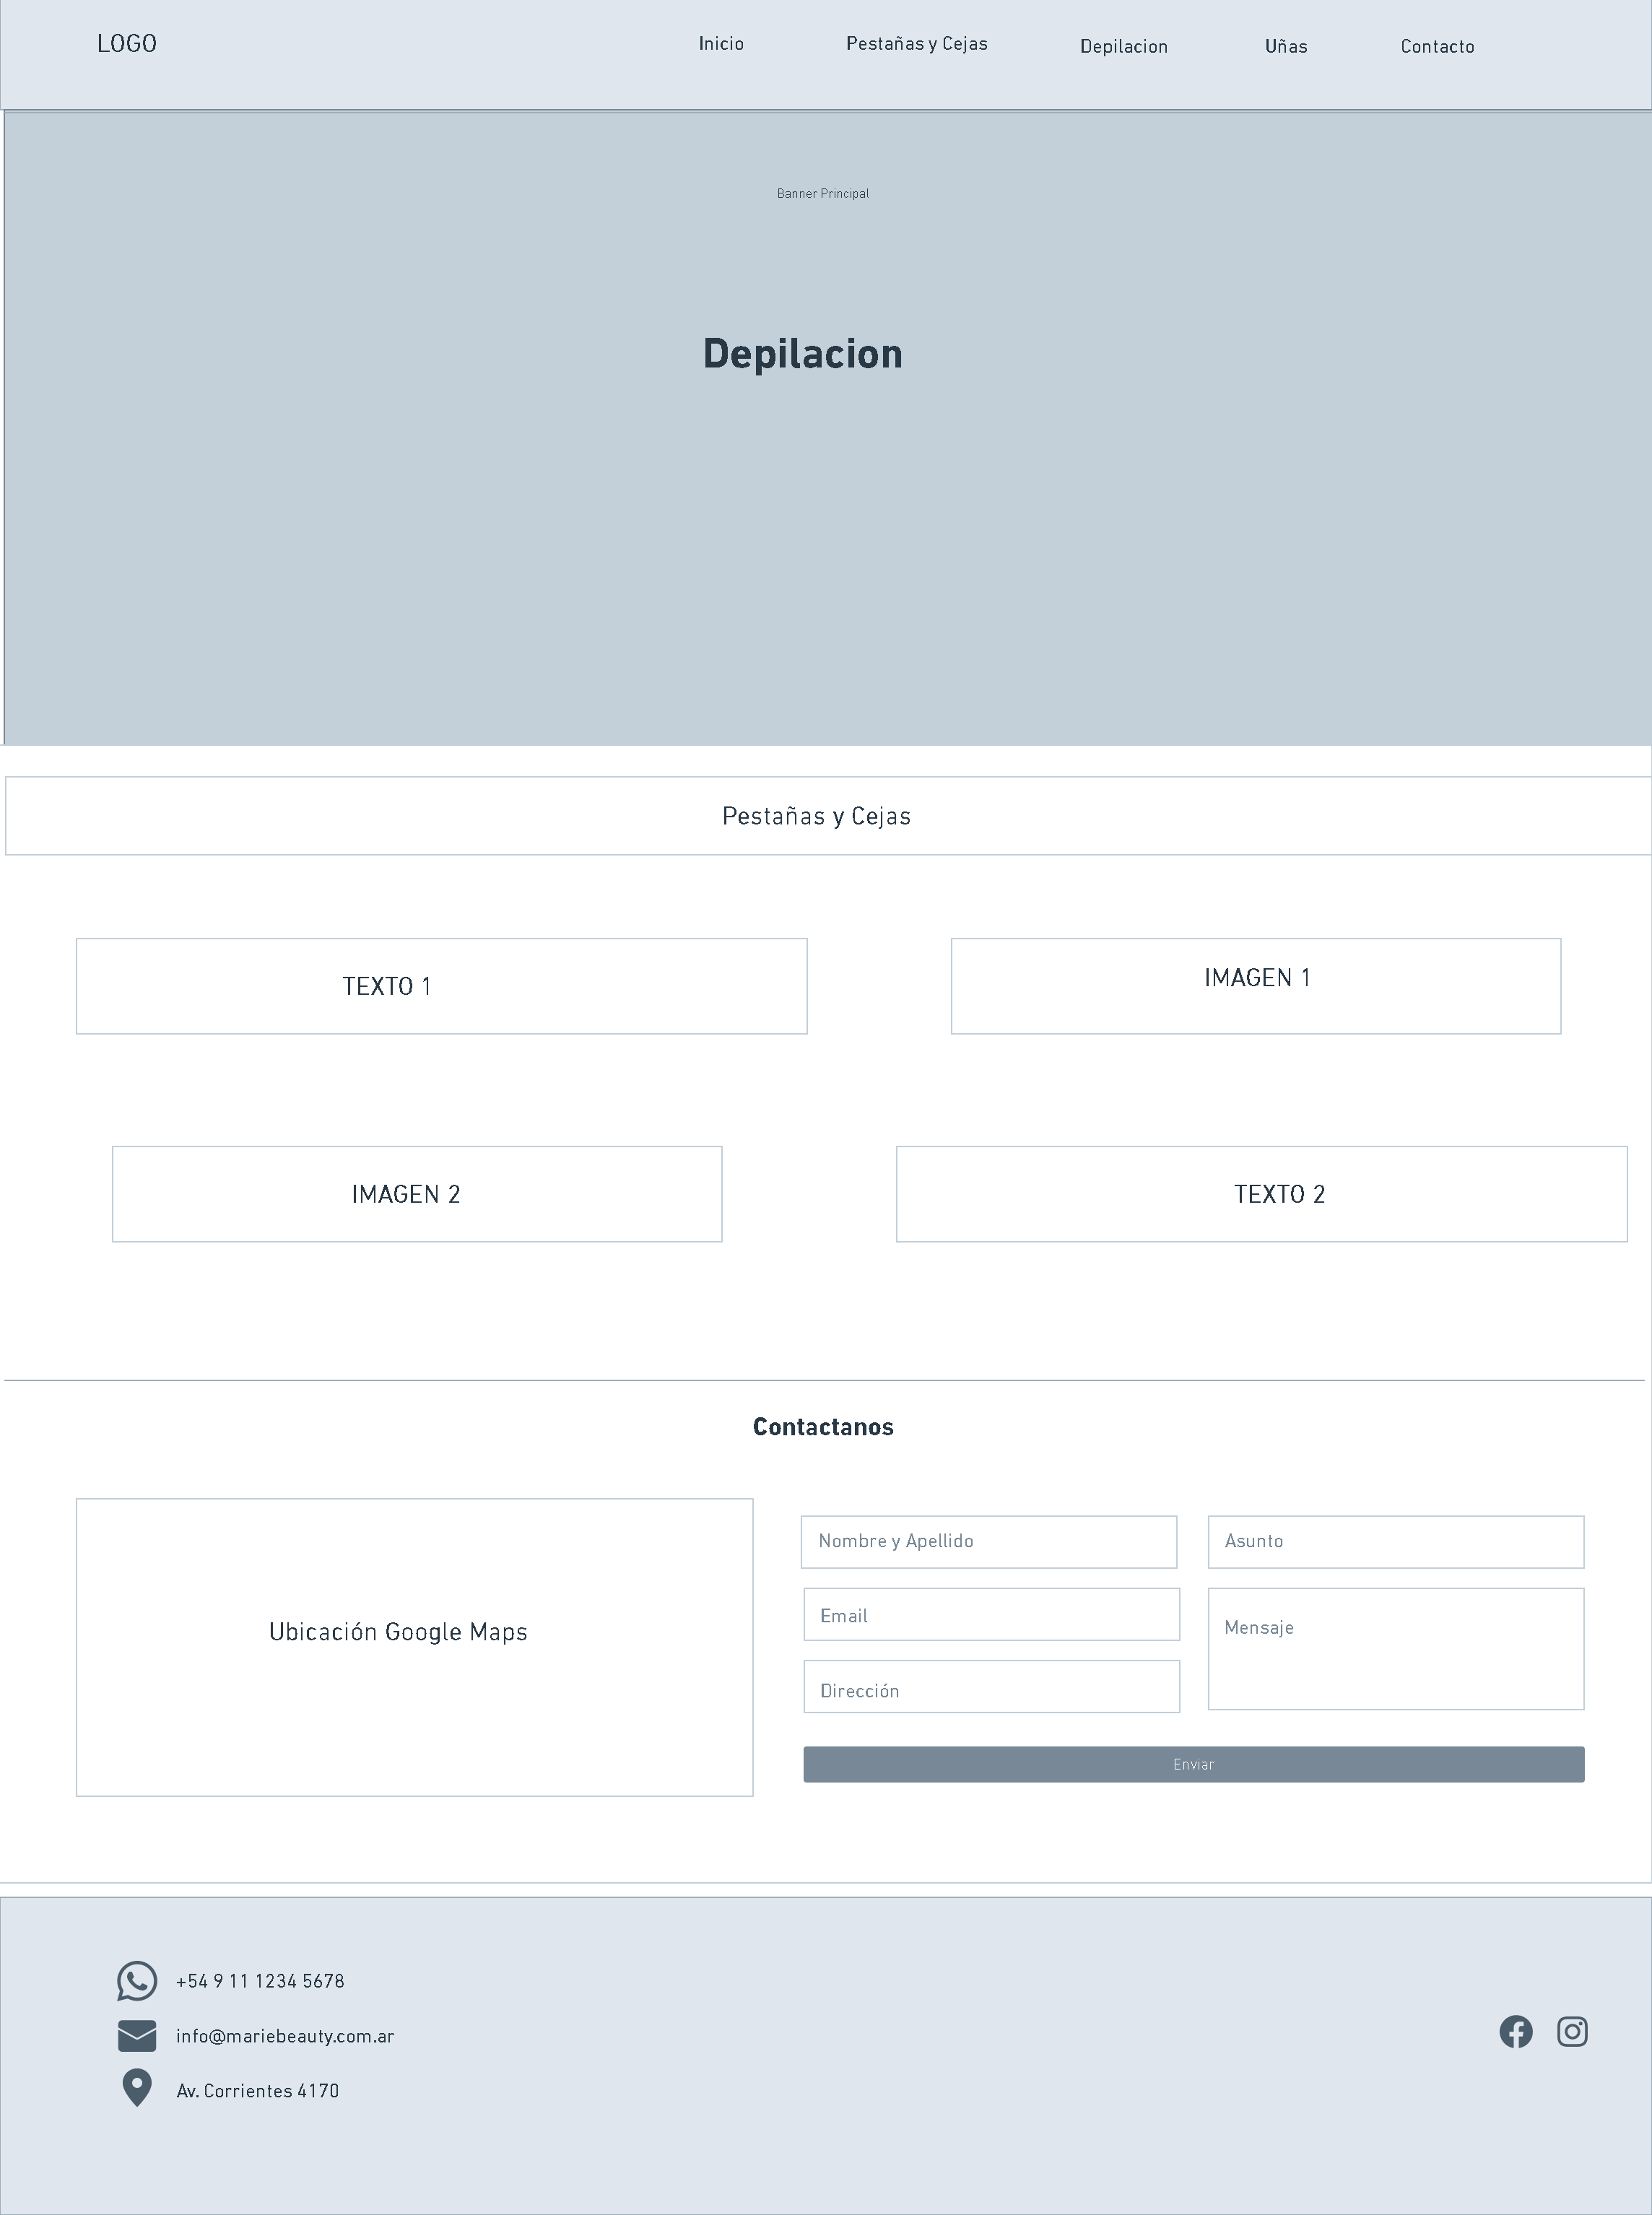 LOGO
Inicio
Pestañas y Cejas
Depilacion
Uñas
Contacto
Banner Principal
Depilacion
Pestañas y Cejas
TEXTO 1
IMAGEN 1
IMAGEN 2
TEXTO 2
Contactanos
Ubicación Google Maps
Nombre y Apellido
Asunto
Email
Mensaje
Dirección
Enviar
+54 9 11 1234 5678
info@mariebeauty.com.ar
Av. Corrientes 4170